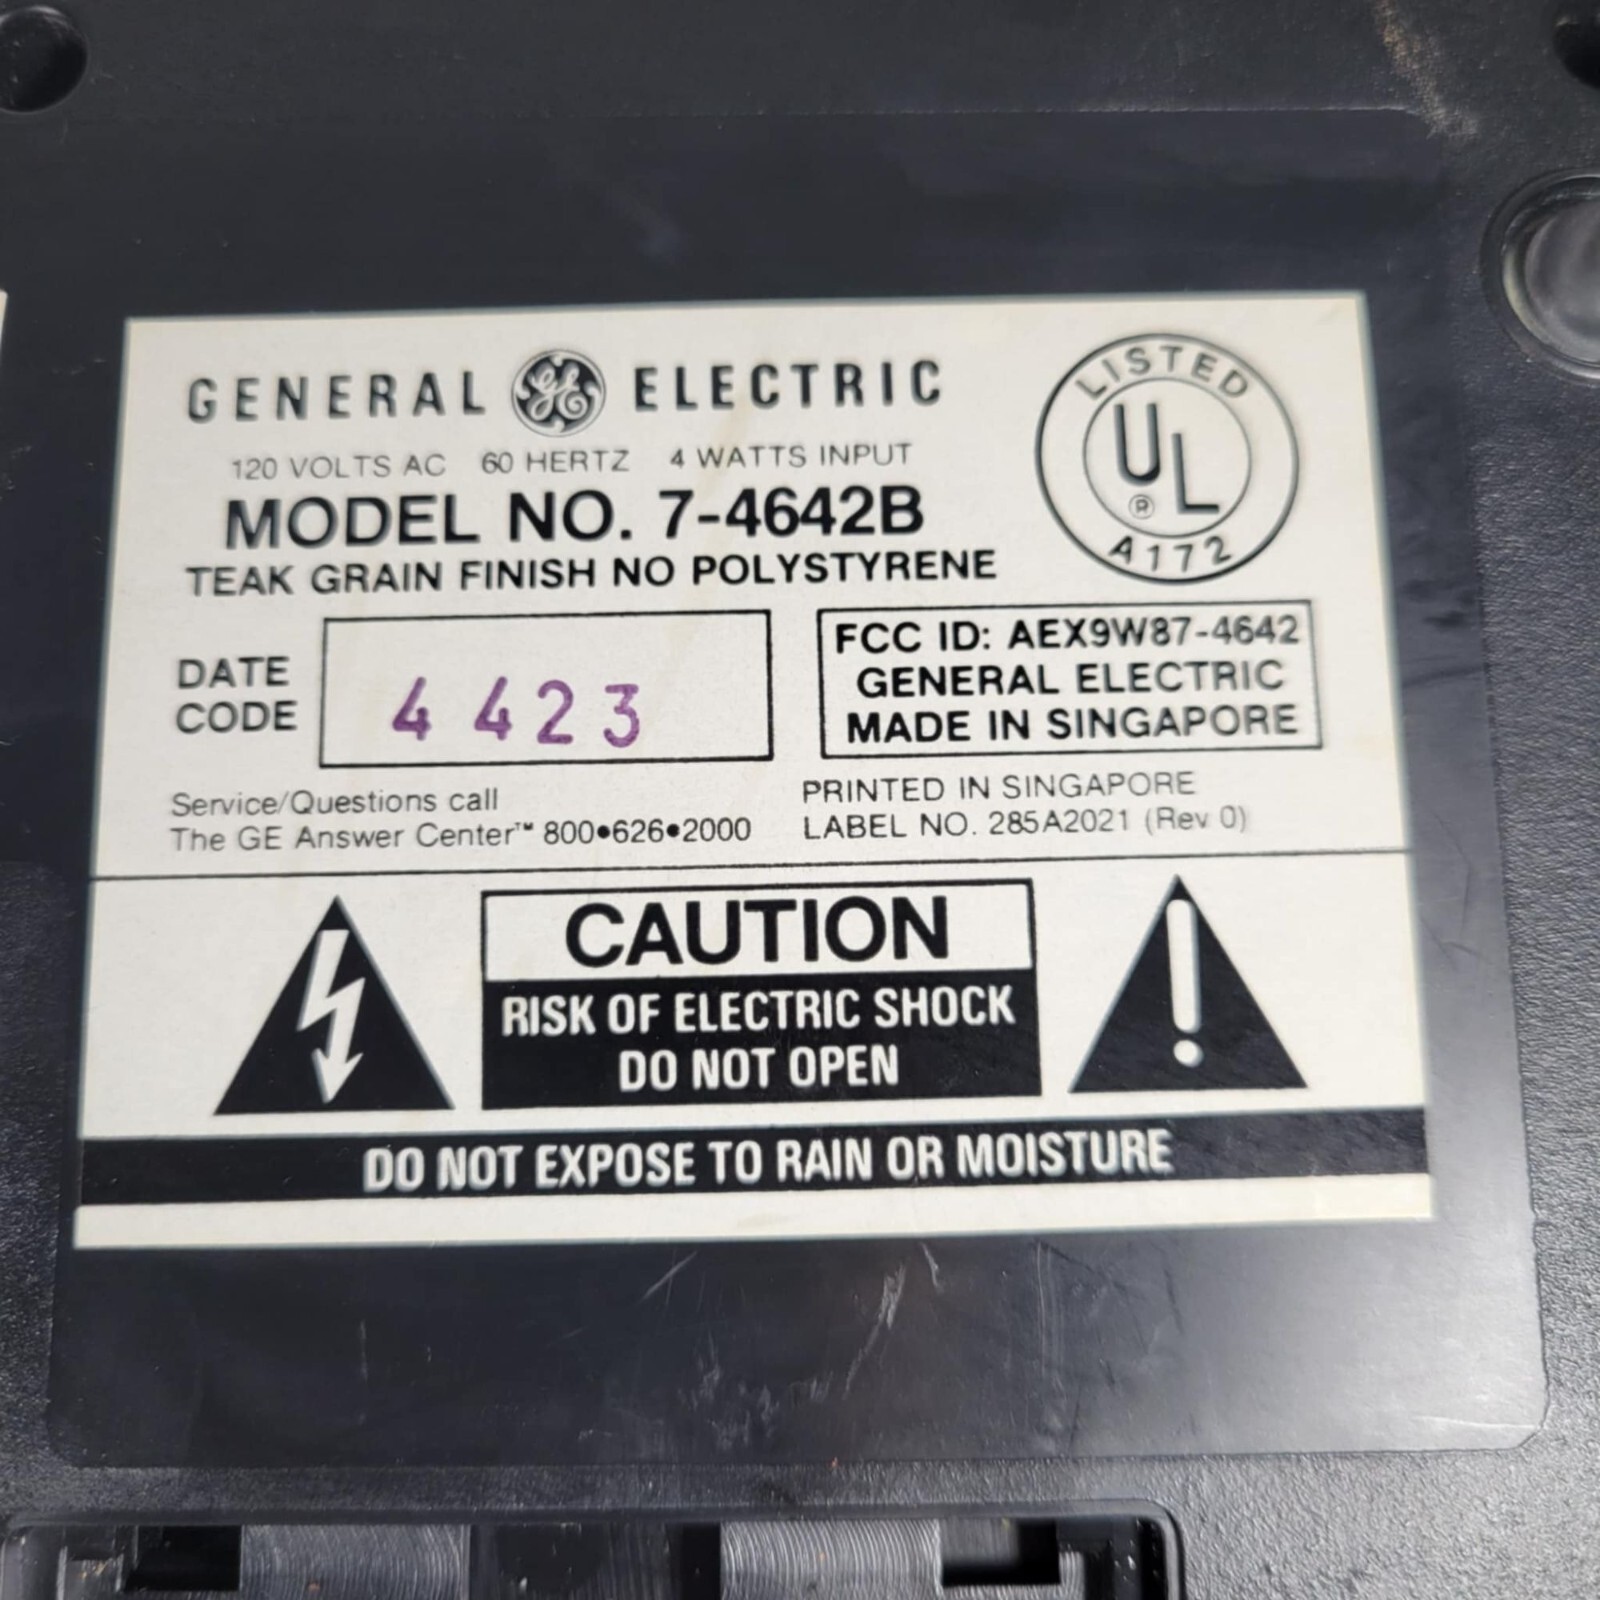 GENERAL GE ELECTRIC
120 VOLTS AC 60 HERTZ 4 WATTS INPUT
MODEL NO. 7-4642B
TEAK GRAIN FINISH NO POLYSTYRENE
LISTED
UL
®
A172
DATE
CODE
4 423
FCC ID: AEX9W87-4642
GENERAL ELECTRIC
MADE IN SINGAPORE
Service/Questions call
The GE Answer Center™ 800•626•2000
PRINTED IN SINGAPORE
LABEL NO. 285A2021 (Rev 0)
CAUTION
RISK OF ELECTRIC SHOCK
DO NOT OPEN
DO NOT EXPOSE TO RAIN OR MOISTURE